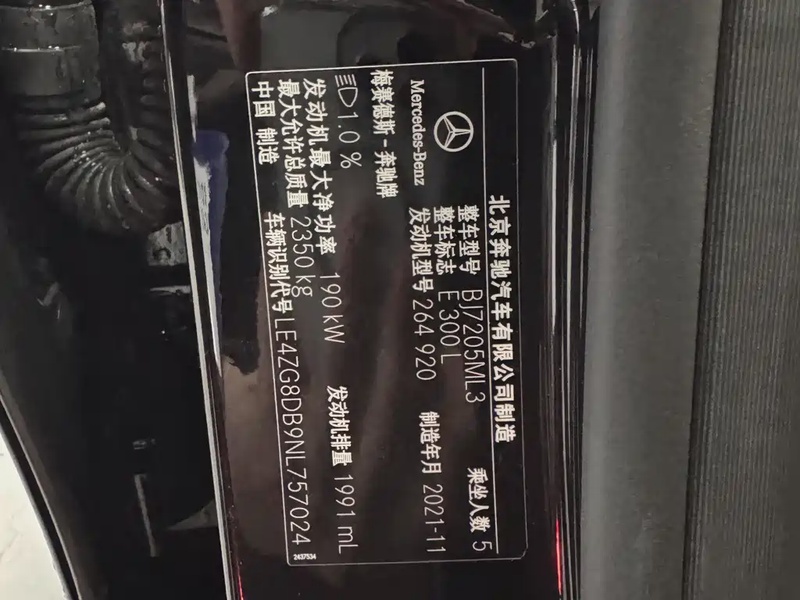 北京奔驰汽车有限公司制造
Mercedes-Benz
梅赛德斯-奔驰牌
整车型号 BJ7205ML3 乘坐人数 5
整车标志 E 300 L
发动机型号 264 920 制造年月 2021-11
1.0 %
发动机最大净功率 190 kW 发动机排量 1991 mL
最大允许总质量 2350 kg
中国 制造 车辆识别代号 LE4ZG8DB9NL757024
2437534